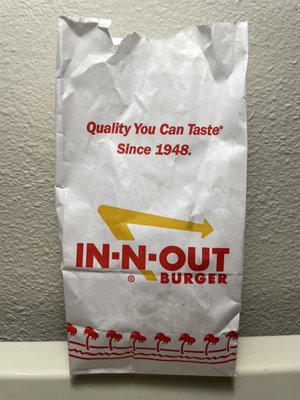 Quality You Can Taste®
Since 1948.
IN-N-OUT
® BURGER